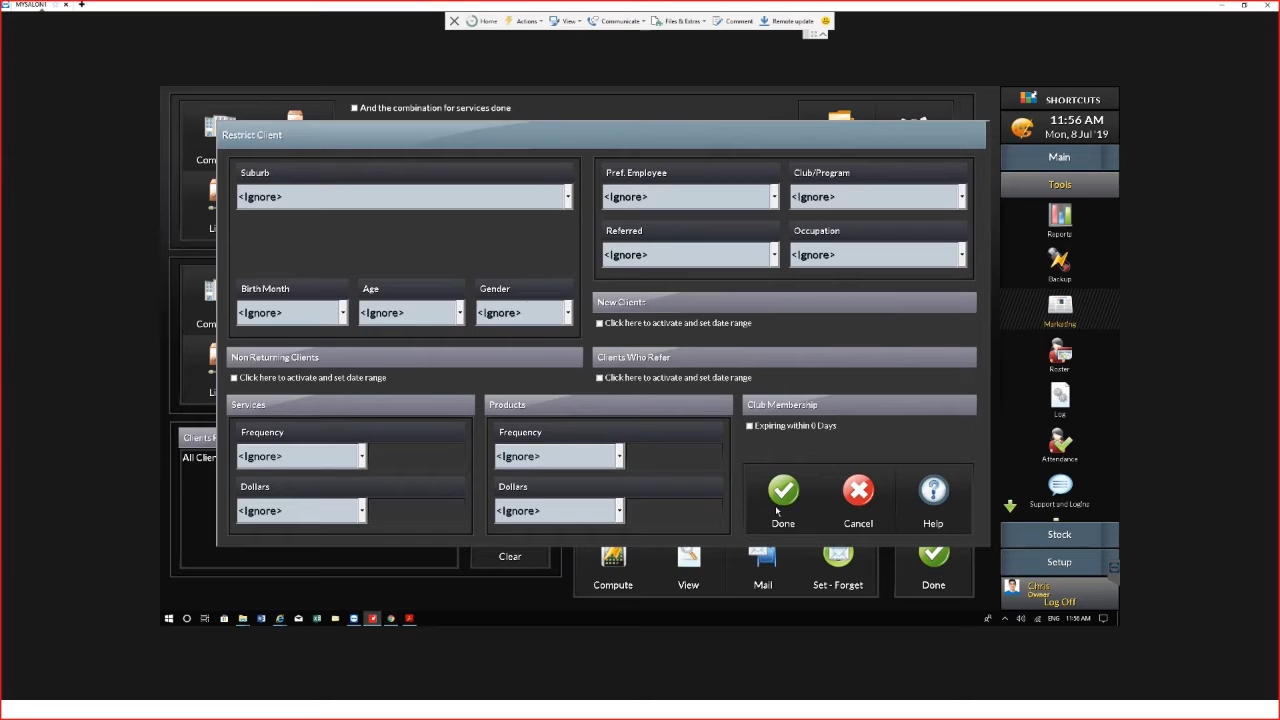 MYSALON1
Home
Actions
View
Communicate
Files & Extras
Comment
Remote update
And the combination for services done
SHORTCUTS
11:56 AM
Mon, 8 Jul '19
Main
Tools
Reports
Backup
Marketing
Roster
Log
Attendance
Support and Logins
Stock
Setup
Chris
Owner
Log Off
Restrict Client
Suburb
<Ignore>
Pref. Employee
Club/Program
<Ignore>
<Ignore>
Referred
Occupation
<Ignore>
<Ignore>
Birth Month
Age
Gender
<Ignore>
<Ignore>
<Ignore>
New Clients
Click here to activate and set date range
Non Returning Clients
Click here to activate and set date range
Clients Who Refer
Click here to activate and set date range
Services
Frequency
<Ignore>
Dollars
<Ignore>
Products
Frequency
<Ignore>
Dollars
<Ignore>
Club Membership
Expiring within 0 Days
Done
Cancel
Help
Clear
Compute
View
Mail
Set - Forget
Done
ENG
11:56 AM